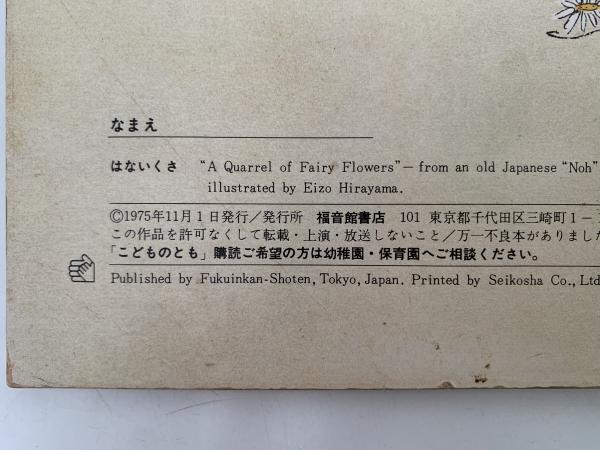 なまえ
はないくさ “A Quarrel of Fairy Flowers”— from an old Japanese “Noh”
illustrated by Eizo Hirayama.
©1975年11月1日発行／発行所 福音館書店 101 東京都千代田区三崎町1－
この作品を許可なくして転載・上演・放送しないこと／万一不良本がありました
「こどものとも」購読ご希望の方は幼稚園・保育園へご相談ください。
Published by Fukuinkan-Shoten, Tokyo, Japan. Printed by Seikosha Co., Ltd